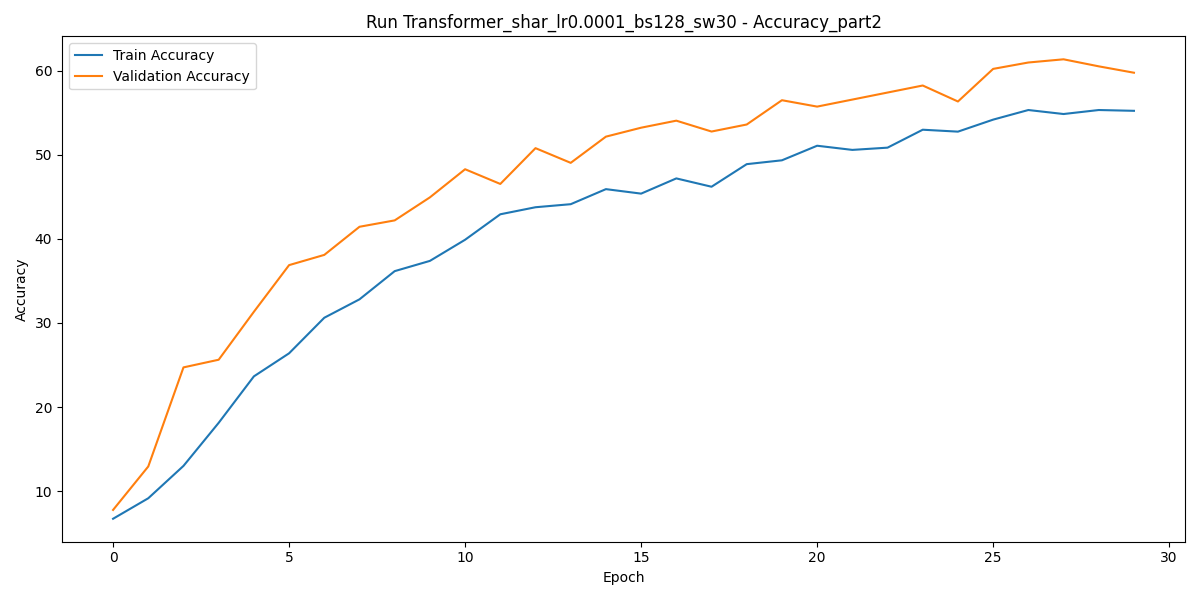 Run Transformer_shar_lr0.0001_bs128_sw30 - Accuracy_part2
Train Accuracy
Validation Accuracy
Accuracy
60
50
40
30
20
10
0 5 10 15 20 25 30
Epoch